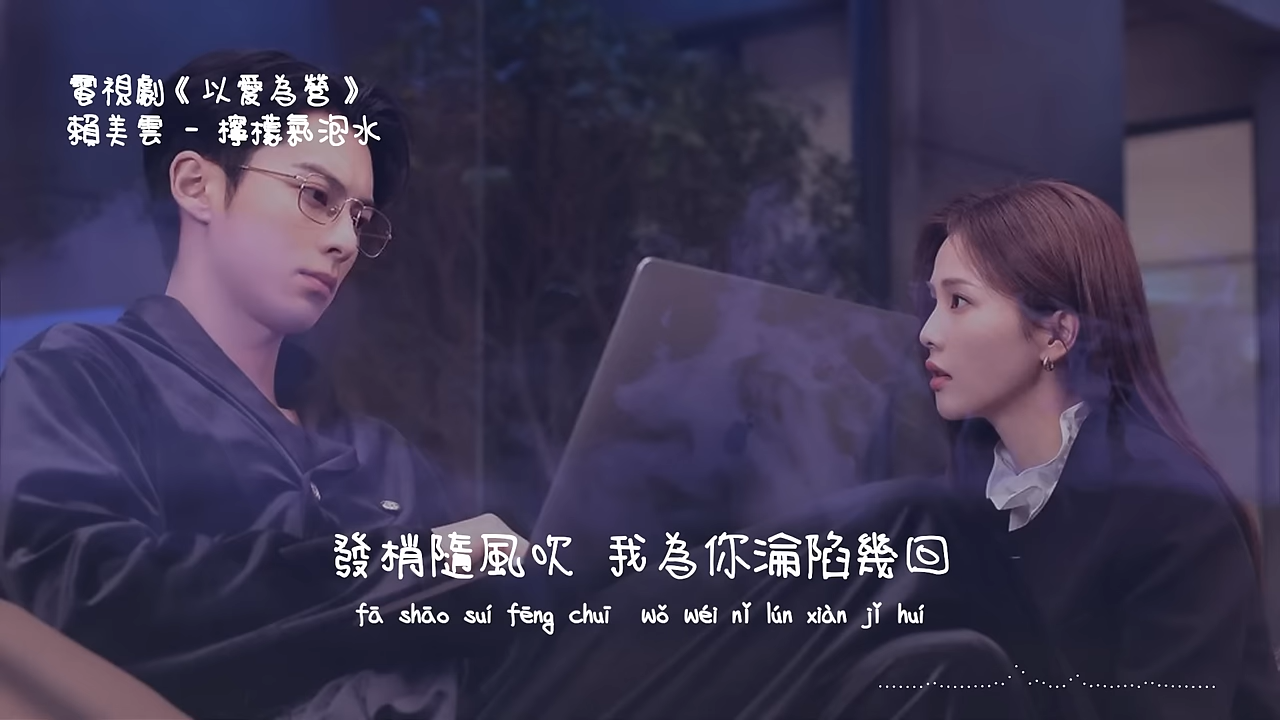 電視劇《以愛為營》
賴美雲 - 檸檬氣泡水
發梢隨風吹 我為你淪陷幾回
fā shāo suí fēng chuī wǒ wéi nǐ lún xiàn jǐ huí